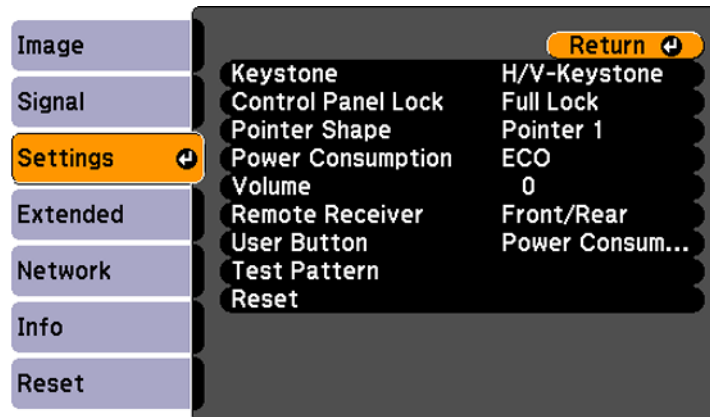 Image
Signal
Settings
Extended
Network
Info
Reset
Return
Keystone H/V-Keystone
Control Panel Lock Full Lock
Pointer Shape Pointer 1
Power Consumption ECO
Volume 0
Remote Receiver Front/Rear
User Button Power Consum...
Test Pattern
Reset